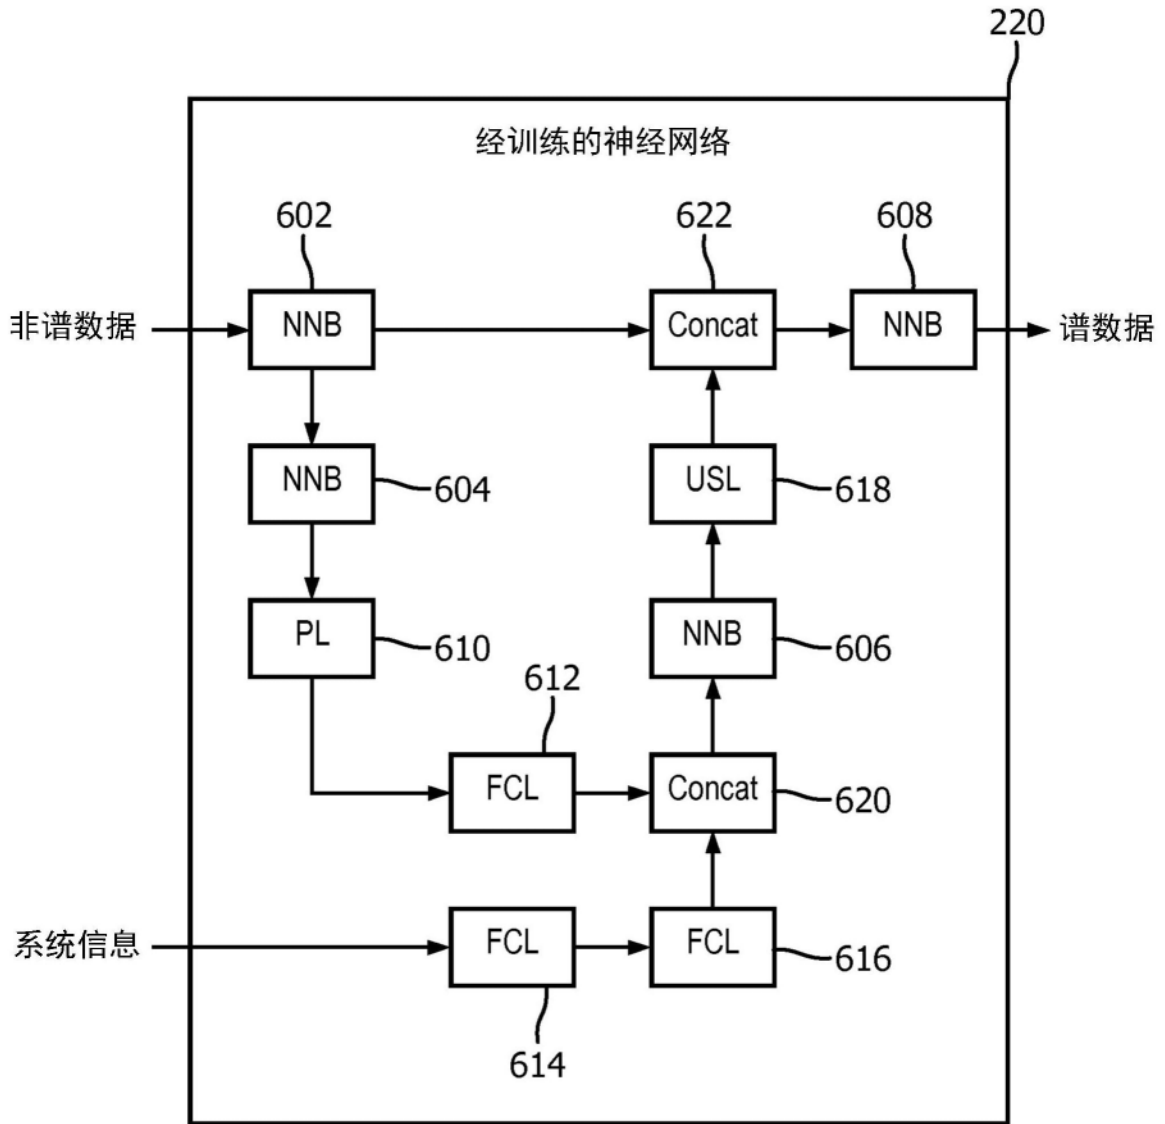 220
经训练的神经网络
602
622
608
非谱数据
NNB
Concat
NNB
谱数据
NNB
604
USL
618
PL
610
NNB
606
612
FCL
Concat
620
系统信息
FCL
FCL
616
614